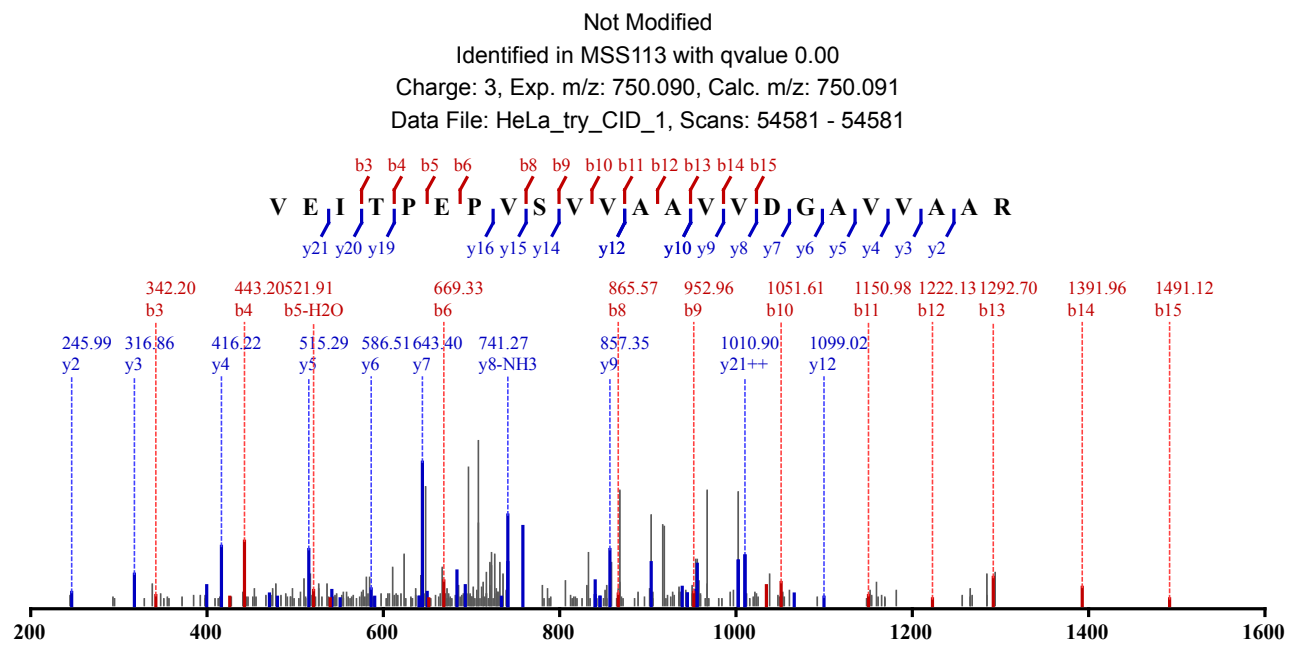 Not Modified
Identified in MSS113 with qvalue 0.00
Charge: 3, Exp. m/z: 750.090, Calc. m/z: 750.091
Data File: HeLa_try_CID_1, Scans: 54581 - 54581
b3 b4 b5 b6 b8 b9 b10 b11 b12 b13 b14 b15
V E I T P E P V S V V A A V V D G A V V A A R
y21 y20 y19 y16 y15 y14 y12 y10 y9 y8 y7 y6 y5 y4 y3 y2
342.20 443.20 521.91 669.33 865.57 952.96 1051.61 1150.98 1222.13 1292.70 1391.96 1491.12
b3 b4 b5-H2O b6 b8 b9 b10 b11 b12 b13 b14 b15
245.99 316.86 416.22 515.29 586.51 643.40 741.27 857.35 1010.90 1099.02
y2 y3 y4 y5 y6 y7 y8-NH3 y9 y21++ y12
200 400 600 800 1000 1200 1400 1600